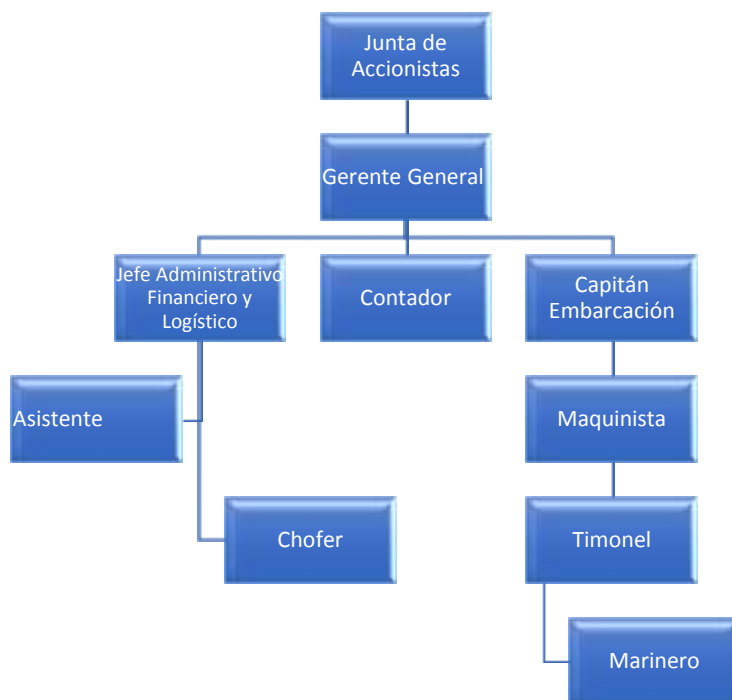 Junta de
Accionistas
Gerente General
Jefe Administrativo
Financiero y
Logístico
Contador
Capitán
Embarcación
Asistente
Maquinista
Chofer
Timonel
Marinero